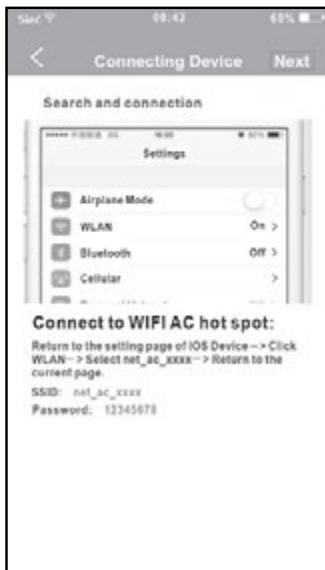 08:42
Connecting Device Next
Search and connection
Settings
Airplane Mode
WLAN On >
Bluetooth Off >
Cellular >
Connect to WIFI AC hot spot:
Return to the setting page of IOS Device --> Click
WLAN--> Select net_ac_xxxx--> Return to the
current page.
SSID: net_ac_xxxx
Password: 12345678